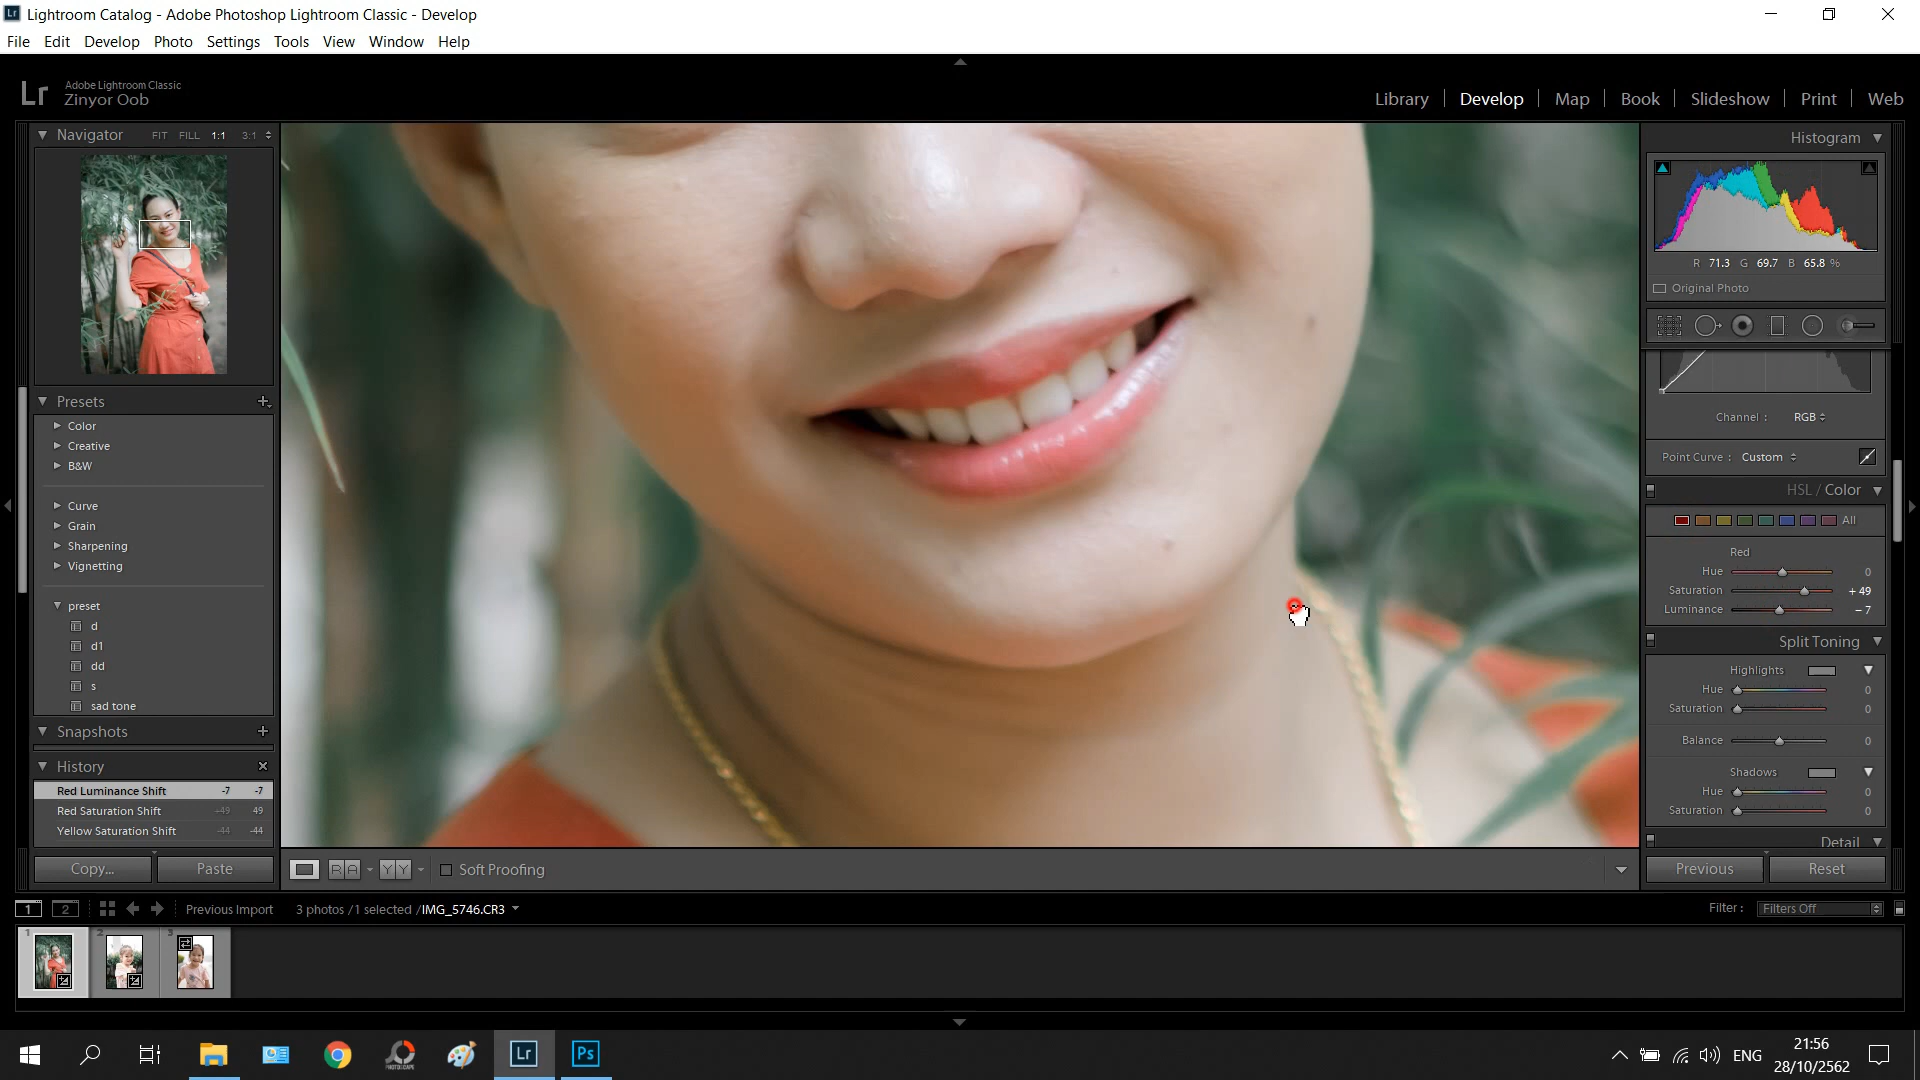 Lightroom Catalog - Adobe Photoshop Lightroom Classic - Develop
File Edit Develop Photo Settings Tools View Window Help
Lr Adobe Lightroom Classic
Zinyor Oob
Library Develop Map Book Slideshow Print Web
Navigator FIT FILL 1:1 3:1
Presets
Color
Creative
B&W
Curve
Grain
Sharpening
Vignetting
preset
d
d1
dd
s
sad tone
Snapshots
History
Red Luminance Shift -7 -7
Red Saturation Shift +49 49
Yellow Saturation Shift -44 -44
Copy... Paste
R A Y Y Soft Proofing
Histogram
R 71.3 G 69.7 B 65.8 %
Original Photo
Channel : RGB
Point Curve : Custom
HSL / Color
All
Red
Hue 0
Saturation + 49
Luminance - 7
Split Toning
Highlights
Hue 0
Saturation 0
Balance 0
Shadows
Hue 0
Saturation 0
Detail
Previous Reset
1 2 Previous Import 3 photos /1 selected /IMG_5746.CR3 Filter : Filters Off
1 2 3
PHOTOSCAPE
Lr Ps
ENG
21:56
28/10/2562